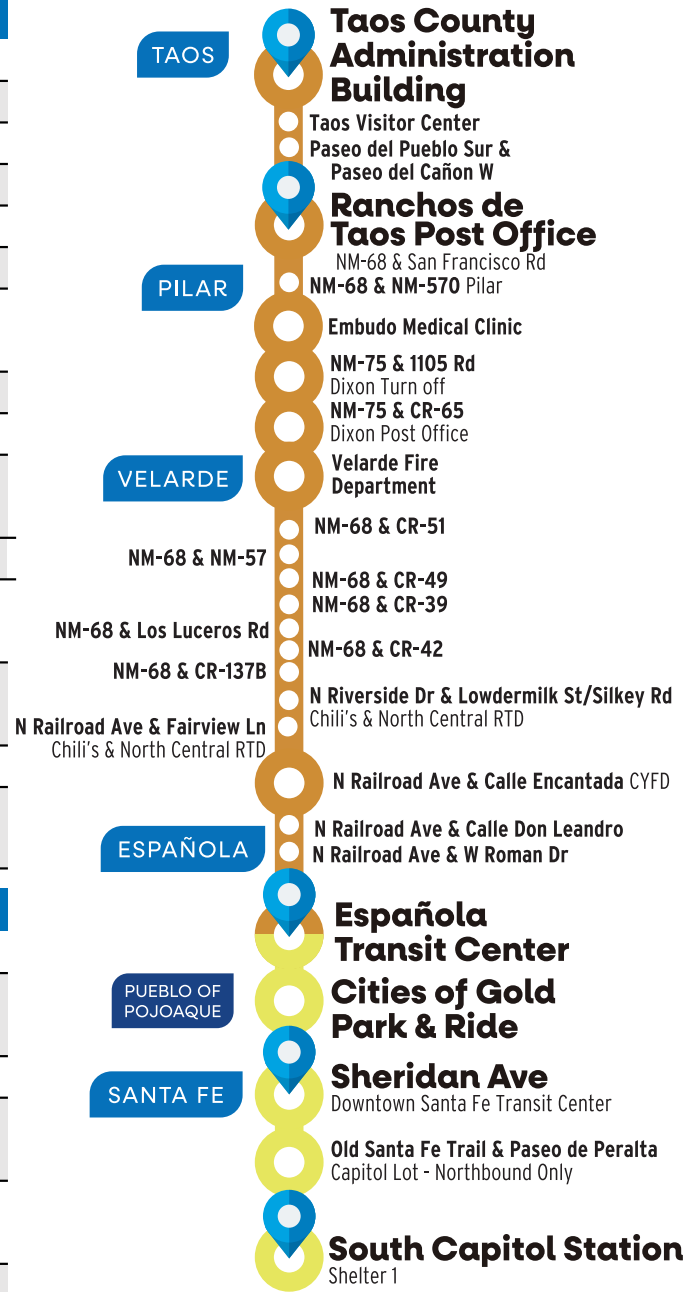 TAOS
Taos County
Administration
Building
Taos Visitor Center
Paseo del Pueblo Sur &
Paseo del Cañon W
Ranchos de
Taos Post Office
NM-68 & San Francisco Rd
PILAR
NM-68 & NM-570 Pilar
Embudo Medical Clinic
NM-75 & 1105 Rd
Dixon Turn off
NM-75 & CR-65
Dixon Post Office
VELARDE
Velarde Fire
Department
NM-68 & CR-51
NM-68 & NM-57
NM-68 & CR-49
NM-68 & CR-39
NM-68 & Los Luceros Rd
NM-68 & CR-42
NM-68 & CR-137B
N Riverside Dr & Lowdermilk St/Silkey Rd
Chili's & North Central RTD
N Railroad Ave & Fairview Ln
Chili's & North Central RTD
N Railroad Ave & Calle Encantada CYFD
N Railroad Ave & Calle Don Leandro
ESPAÑOLA
N Railroad Ave & W Roman Dr
Española
Transit Center
PUEBLO OF
POJOAQUE
Cities of Gold
Park & Ride
SANTA FE
Sheridan Ave
Downtown Santa Fe Transit Center
Old Santa Fe Trail & Paseo de Peralta
Capitol Lot - Northbound Only
South Capitol Station
Shelter 1